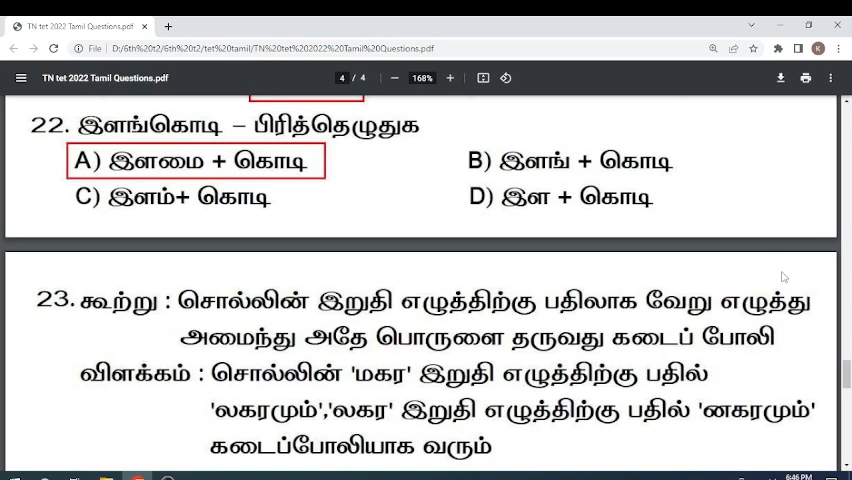 TN tet 2022 Tamil Questions.pdf
File D:/6th%20t2/6th%20t2/tet%20tamil/TN%20tet%202022%20Tamil%20Questions.pdf
K
TN tet 2022 Tamil Questions.pdf 4 / 4 168%
22. இளங்கொடி – பிரித்தெழுதுக
A) இளமை + கொடி B) இளங் + கொடி
C) இளம்+ கொடி D) இள + கொடி
23. கூற்று : சொல்லின் இறுதி எழுத்திற்கு பதிலாக வேறு எழுத்து
அமைந்து அதே பொருளை தருவது கடைப் போலி
விளக்கம் : சொல்லின் 'மகர' இறுதி எழுத்திற்கு பதில்
'லகரமும்','லகர' இறுதி எழுத்திற்கு பதில் 'னகரமும்'
கடைப்போலியாக வரும்
6:46 PM